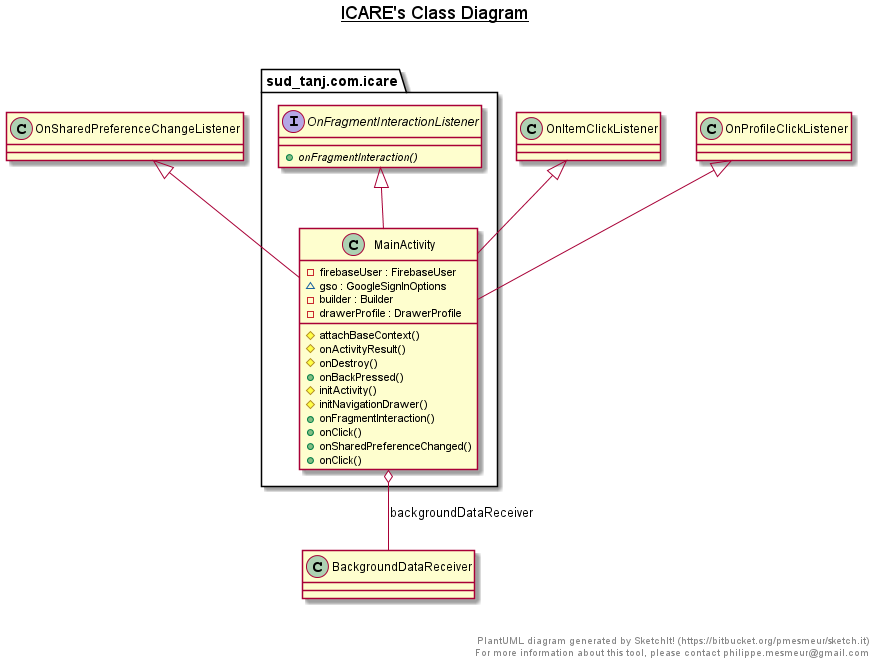 ICARE's Class Diagram
sud_tanj.com.icare
C OnSharedPreferenceChangeListener
I OnFragmentInteractionListener
onFragmentInteraction()
C OnItemClickListener
C OnProfileClickListener
C MainActivity
firebaseUser : FirebaseUser
gso : GoogleSignInOptions
builder : Builder
drawerProfile : DrawerProfile
attachBaseContext()
onActivityResult()
onDestroy()
onBackPressed()
initActivity()
initNavigationDrawer()
onFragmentInteraction()
onClick()
onSharedPreferenceChanged()
onClick()
backgroundDataReceiver
C BackgroundDataReceiver
PlantUML diagram generated by SketchIt! (https://bitbucket.org/pmesmeur/sketch.it)
For more information about this tool, please contact philippe.mesmeur@gmail.com